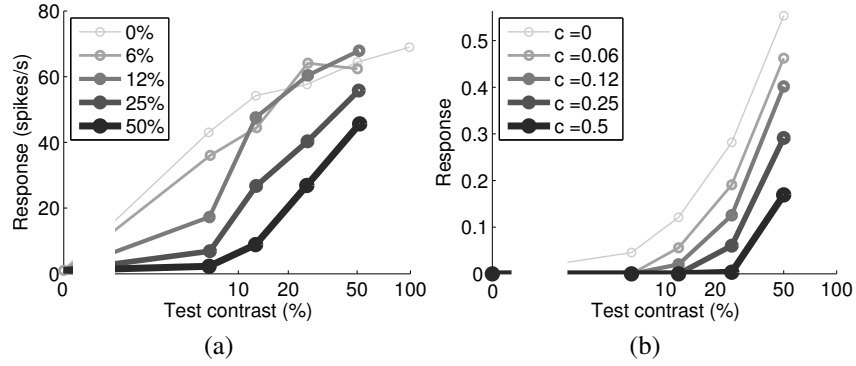 80
60
40
20
0
Response (spikes/s)
0%
6%
12%
25%
50%
0 10 20 50 100
Test contrast (%)
(a)
0.5
0.4
0.3
0.2
0.1
0
Response
c =0
c =0.06
c =0.12
c =0.25
c =0.5
0 10 20 50 100
Test contrast (%)
(b)